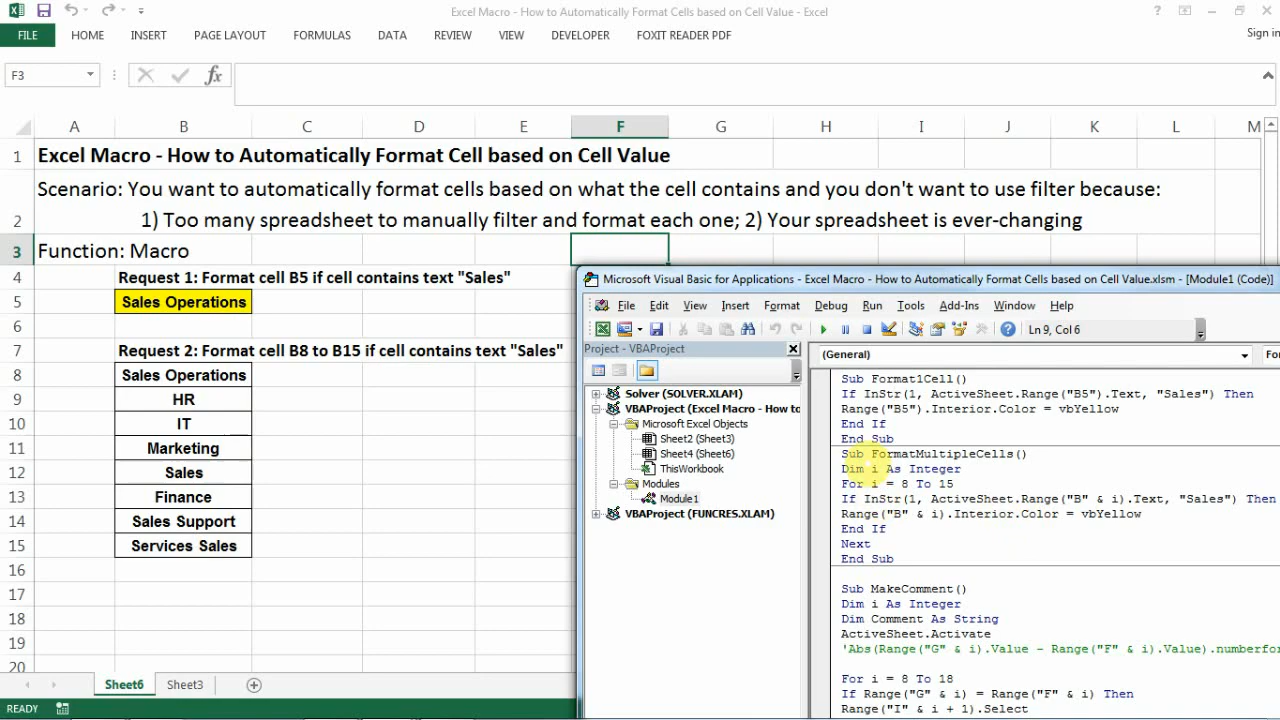 Excel Macro - How to Automatically Format Cells based on Cell Value - Excel
?
Sign in
FILE HOME INSERT PAGE LAYOUT FORMULAS DATA REVIEW VIEW DEVELOPER FOXIT READER PDF
F3 fx
A B C D E F G H I J K L M
1 Excel Macro - How to Automatically Format Cell based on Cell Value
Scenario: You want to automatically format cells based on what the cell contains and you don't want to use filter because:
2 1) Too many spreadsheet to manually filter and format each one; 2) Your spreadsheet is ever-changing
3 Function: Macro
4 Request 1: Format cell B5 if cell contains text "Sales"
5 Sales Operations
6
7 Request 2: Format cell B8 to B15 if cell contains text "Sales"
8 Sales Operations
9 HR
10 IT
11 Marketing
12 Sales
13 Finance
14 Sales Support
15 Services Sales
16
17
18
19
20
Sheet6 Sheet3
READY
Microsoft Visual Basic for Applications - Excel Macro - How to Automatically Format Cells based on Cell Value.xlsm - [Module1 (Code)]
File Edit View Insert Format Debug Run Tools Add-Ins Window Help
Ln 9, Col 6
Project - VBAProject
Solver (SOLVER.XLAM)
VBAProject (Excel Macro - How to
Microsoft Excel Objects
Sheet2 (Sheet3)
Sheet4 (Sheet6)
ThisWorkbook
Modules
Module1
VBAProject (FUNCRES.XLAM)
(General) For
Sub Format1Cell()
If InStr(1, ActiveSheet.Range("B5").Text, "Sales") Then
Range("B5").Interior.Color = vbYellow
End If
End Sub
Sub FormatMultipleCells()
Dim i As Integer
For i = 8 To 15
If InStr(1, ActiveSheet.Range("B" & i).Text, "Sales") Then
Range("B" & i).Interior.Color = vbYellow
End If
Next
End Sub
Sub MakeComment()
Dim i As Integer
Dim Comment As String
ActiveSheet.Activate
'Abs(Range("G" & i).Value - Range("F" & i).Value).numberfor
For i = 8 To 18
If Range("G" & i) = Range("F" & i) Then
Range("I" & i + 1).Select